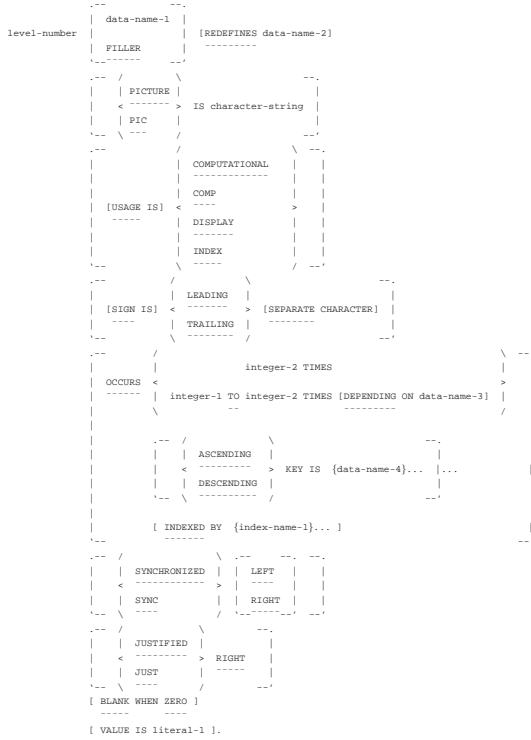 data-name-1
level-number [REDEFINES data-name-2]
FILLER
PICTURE
IS character-string
PIC
COMPUTATIONAL
COMP
[USAGE IS]
DISPLAY
INDEX
LEADING
[SIGN IS] [SEPARATE CHARACTER]
TRAILING
integer-2 TIMES
OCCURS
integer-1 TO integer-2 TIMES [DEPENDING ON data-name-3]
ASCENDING
KEY IS {data-name-4}... ...
DESCENDING
[ INDEXED BY {index-name-1}... ]
SYNCHRONIZED LEFT
SYNC RIGHT
JUSTIFIED
RIGHT
JUST
[ BLANK WHEN ZERO ]
[ VALUE IS literal-1 ].